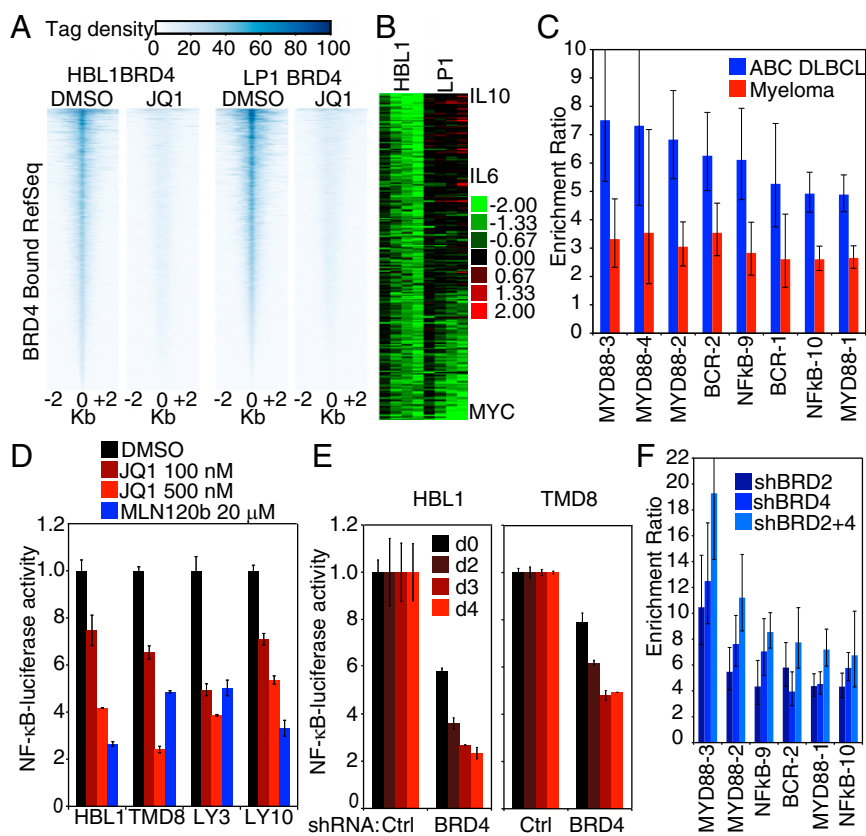 A
Tag density
0 20 40 60 80 100
HBL1BRD4
LP1 BRD4
DMSO JQ1 DMSO JQ1
BRD4 Bound RefSeq
-2 0 +2 -2 0 +2 -2 0 +2 -2 0 +2
Kb Kb Kb Kb
B
HBL1
LP1
IL10
IL6
-2.00
-1.33
-0.67
0.00
0.67
1.33
2.00
MYC
C
Enrichment Ratio
10
9
8
7
6
5
4
3
2
1
0
ABC DLBCL
Myeloma
MYD88-3
MYD88-4
MYD88-2
BCR-2
NFkB-9
BCR-1
NFkB-10
MYD88-1
D
DMSO
JQ1 100 nM
JQ1 500 nM
MLN120b 20 μM
NF-κB-luciferase activity
1.2
1.0
8
6
4
2
0
HBL1 TMD8 LY3 LY10
E
HBL1
TMD8
NF-κB-luciferase activity
1.2
1.0
8
6
4
2
0
d0
d2
d3
d4
shRNA: Ctrl BRD4 Ctrl BRD4
F
Enrichment Ratio
22
20
18
16
14
12
10
8
6
4
2
0
shBRD2
shBRD4
shBRD2+4
MYD88-3
MYD88-2
NFkB-9
BCR-2
MYD88-1
NFkB-10